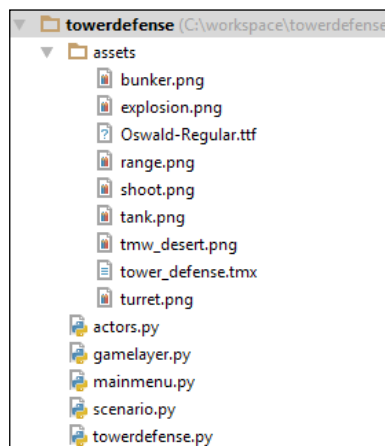 towerdefense (C:\workspace\towerdefense
assets
bunker.png
explosion.png
Oswald-Regular.ttf
range.png
shoot.png
tank.png
tmw_desert.png
tower_defense.tmx
turret.png
actors.py
gamelayer.py
mainmenu.py
scenario.py
towerdefense.py